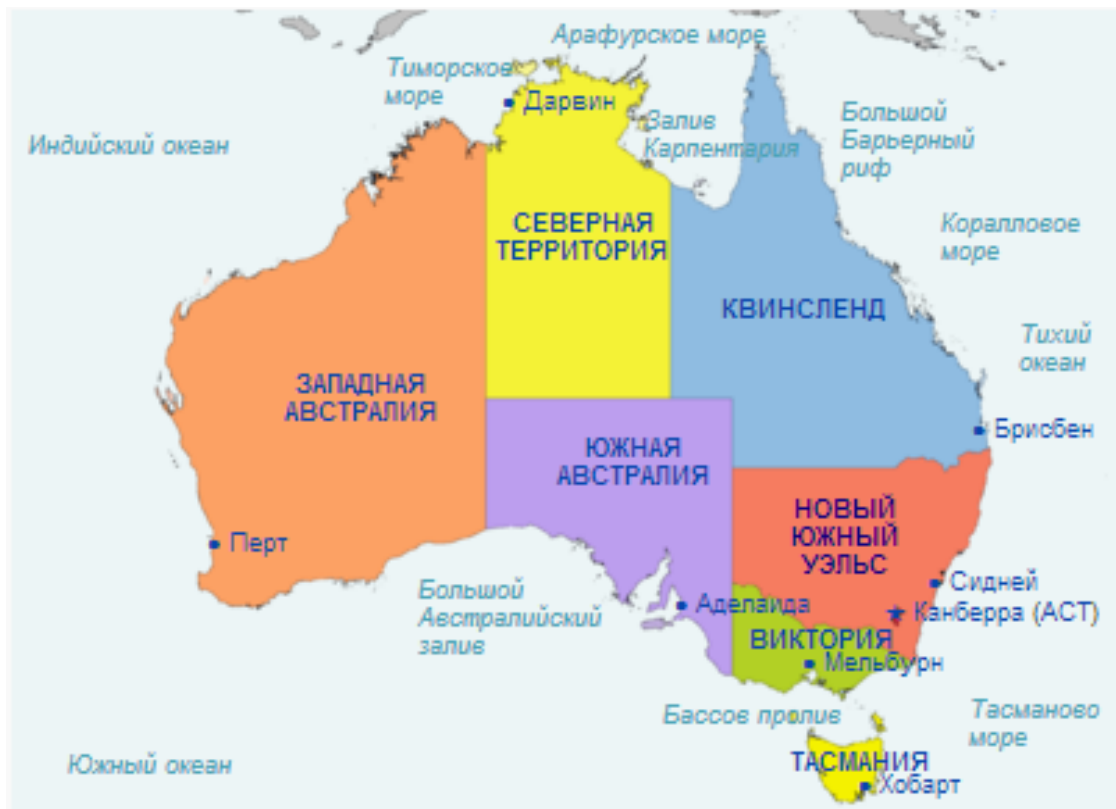 Арафурское море
Тиморское
море
Дарвин
Залив
Карпентария
Большой
Барьерный
риф
Индийский океан
СЕВЕРНАЯ
ТЕРРИТОРИЯ
Коралловое
море
КВИНСЛЕНД
Тихий
океан
ЗАПАДНАЯ
АВСТРАЛИЯ
Брисбен
ЮЖНАЯ
АВСТРАЛИЯ
НОВЫЙ
ЮЖНЫЙ
УЭЛЬС
Перт
Большой
Австралийский
залив
Аделаида
Сидней
Канберра (АСТ)
ВИКТОРИЯ
Мельбурн
Бассов пролив
Тасманово
море
ТАСМАНИЯ
Хобарт
Южный океан